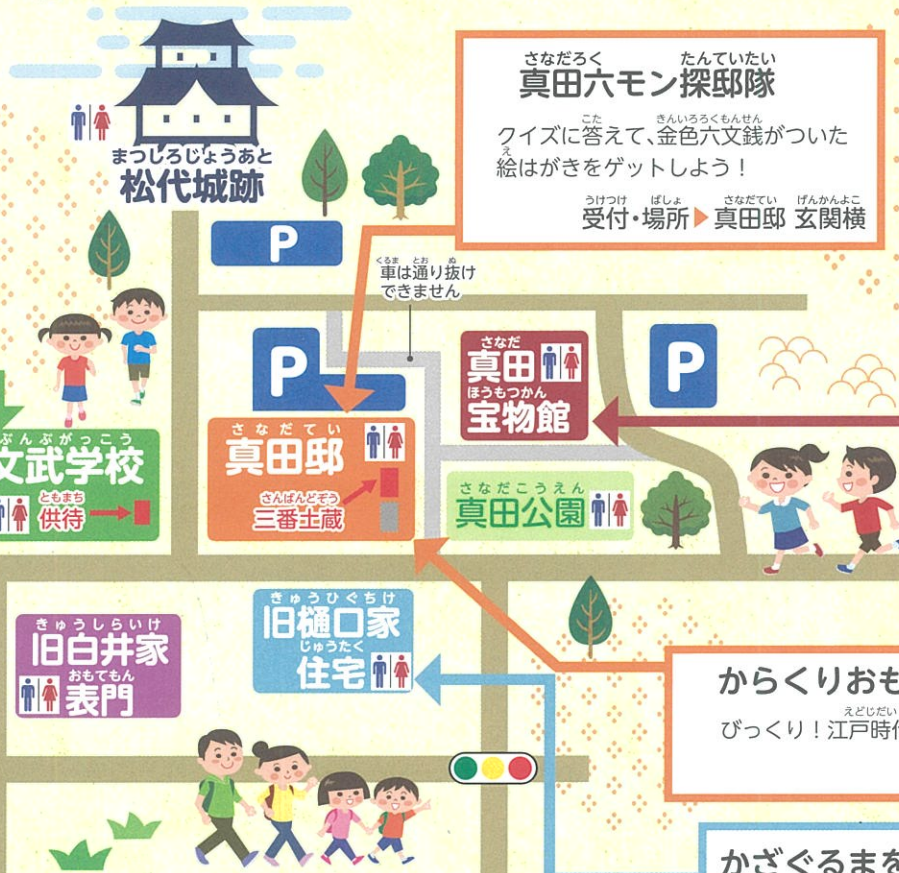 まつしろじょうあと
松代城跡
さなだろく たんていたい
真田六モン探邸隊
こた きんいろろくもんせん
クイズに答えて、金色六文銭がついた
え
絵はがきをゲットしよう！
うけつけ ばしょ さなだてい げんかんよこ
受付・場所▶真田邸 玄関横
P
くるま とお ぬ
車は通り抜け
できません
P
さなだ
真田
ほうもつかん
宝物館
P
ぶんぶがっこう
文武学校
ともまち
供待
さなだてい
真田邸
さんばんどぞう
三番土蔵
さなだこうえん
真田公園
きゅうしらいけ
旧白井家
おもてもん
表門
きゅうひぐちけ
旧樋口家
じゅうたく
住宅
からくりおも
えどじだい
びっくり！江戸時代
かざぐるまを